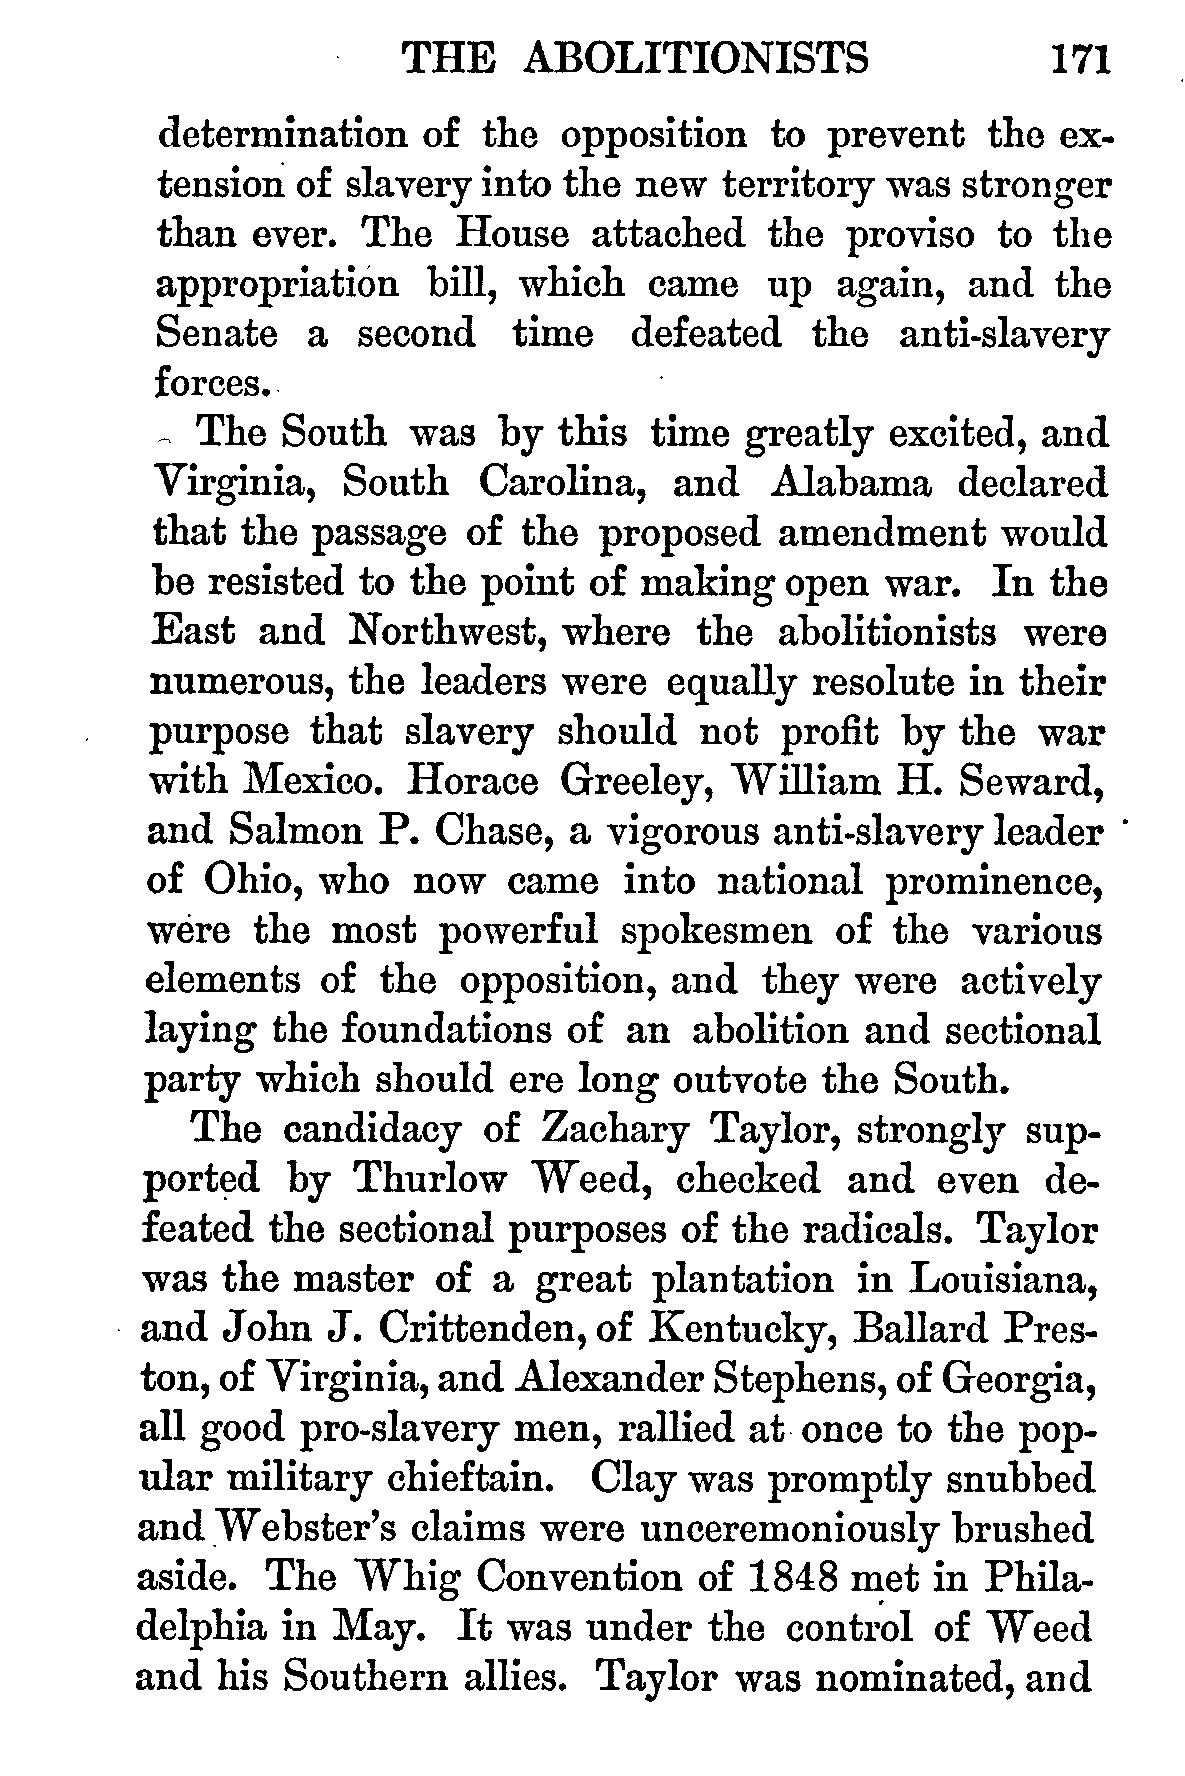 THE ABOLITIONISTS 171
determination of the opposition to prevent the ex-
tension of slavery into the new territory was stronger
than ever. The House attached the proviso to the
appropriation bill, which came up again, and the
Senate a second time defeated the anti-slavery
forces.
The South was by this time greatly excited, and
Virginia, South Carolina, and Alabama declared
that the passage of the proposed amendment would
be resisted to the point of making open war. In the
East and Northwest, where the abolitionists were
numerous, the leaders were equally resolute in their
purpose that slavery should not profit by the war
with Mexico. Horace Greeley, William H. Seward,
and Salmon P. Chase, a vigorous anti-slavery leader
of Ohio, who now came into national prominence,
were the most powerful spokesmen of the various
elements of the opposition, and they were actively
laying the foundations of an abolition and sectional
party which should ere long outvote the South.
The candidacy of Zachary Taylor, strongly sup-
ported by Thurlow Weed, checked and even de-
feated the sectional purposes of the radicals. Taylor
was the master of a great plantation in Louisiana,
and John J. Crittenden, of Kentucky, Ballard Pres-
ton, of Virginia, and Alexander Stephens, of Georgia,
all good pro-slavery men, rallied at once to the pop-
ular military chieftain. Clay was promptly snubbed
and Webster's claims were unceremoniously brushed
aside. The Whig Convention of 1848 met in Phila-
delphia in May. It was under the control of Weed
and his Southern allies. Taylor was nominated, and